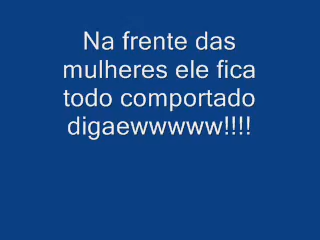 Na frente das
mulheres ele fica
todo comportado
digaewwwww!!!!